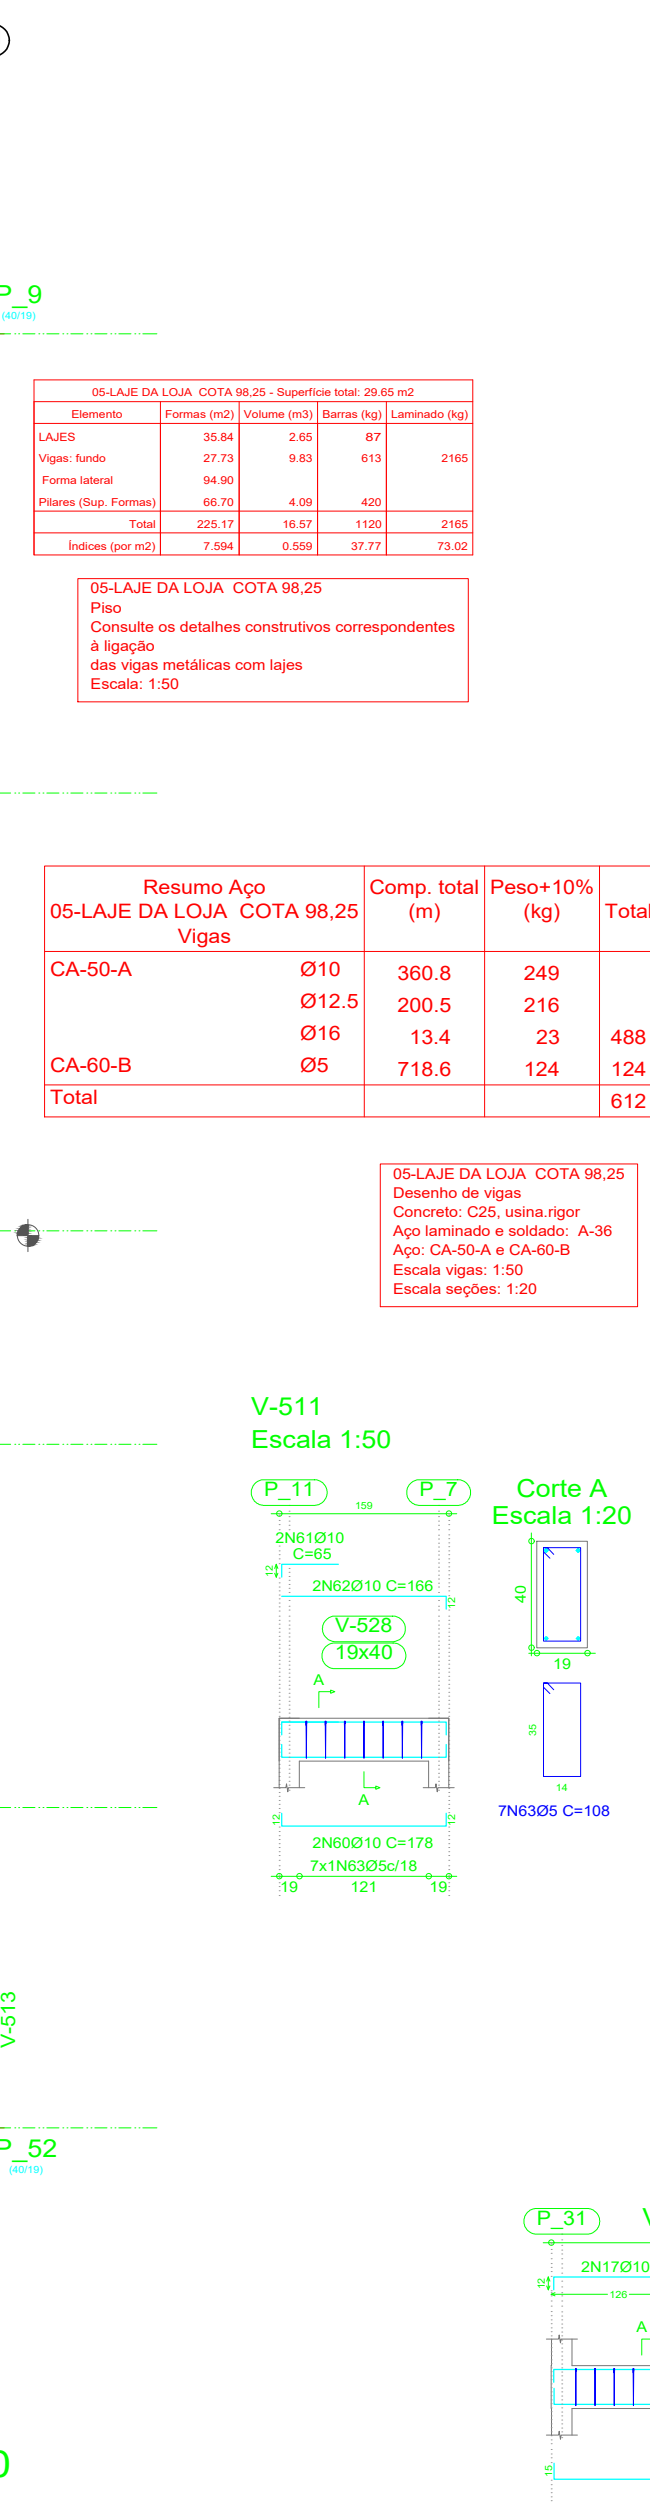 P_9
(40/19)
05-LAJE DA LOJA COTA 98,25 - Superfície total: 29.65 m2
Elemento Formas (m2) Volume (m3) Barras (kg) Laminado (kg)
LAJES 35.84 2.65 87
Vigas: fundo 27.73 9.83 613 2165
Forma lateral 94.90
Pilares (Sup. Formas) 66.70 4.09 420
Total 225.17 16.57 1120 2165
Índices (por m2) 7.594 0.559 37.77 73.02
05-LAJE DA LOJA COTA 98,25
Piso
Consulte os detalhes construtivos correspondentes
à ligação
das vigas metálicas com lajes
Escala: 1:50
Resumo Aço
05-LAJE DA LOJA COTA 98,25
Vigas
Comp. total
(m)
Peso+10%
(kg)
Total
CA-50-A Ø10 360.8 249
Ø12.5 200.5 216
Ø16 13.4 23 488
CA-60-B Ø5 718.6 124 124
Total 612
05-LAJE DA LOJA COTA 98,25
Desenho de vigas
Concreto: C25, usina.rigor
Aço laminado e soldado: A-36
Aço: CA-50-A e CA-60-B
Escala vigas: 1:50
Escala seções: 1:20
V-511
Escala 1:50
P_11 P_7
159
Corte A
Escala 1:20
2N61Ø10
C=65
12
2N62Ø10 C=166
12
40
19
V-528
19x40
A
35
14
7N63Ø5 C=108
A
12 12
2N60Ø10 C=178
7x1N63Ø5c/18
19 121 19
V-513
P_52
(40/19)
P_31
2N17Ø10
12
126
A
15